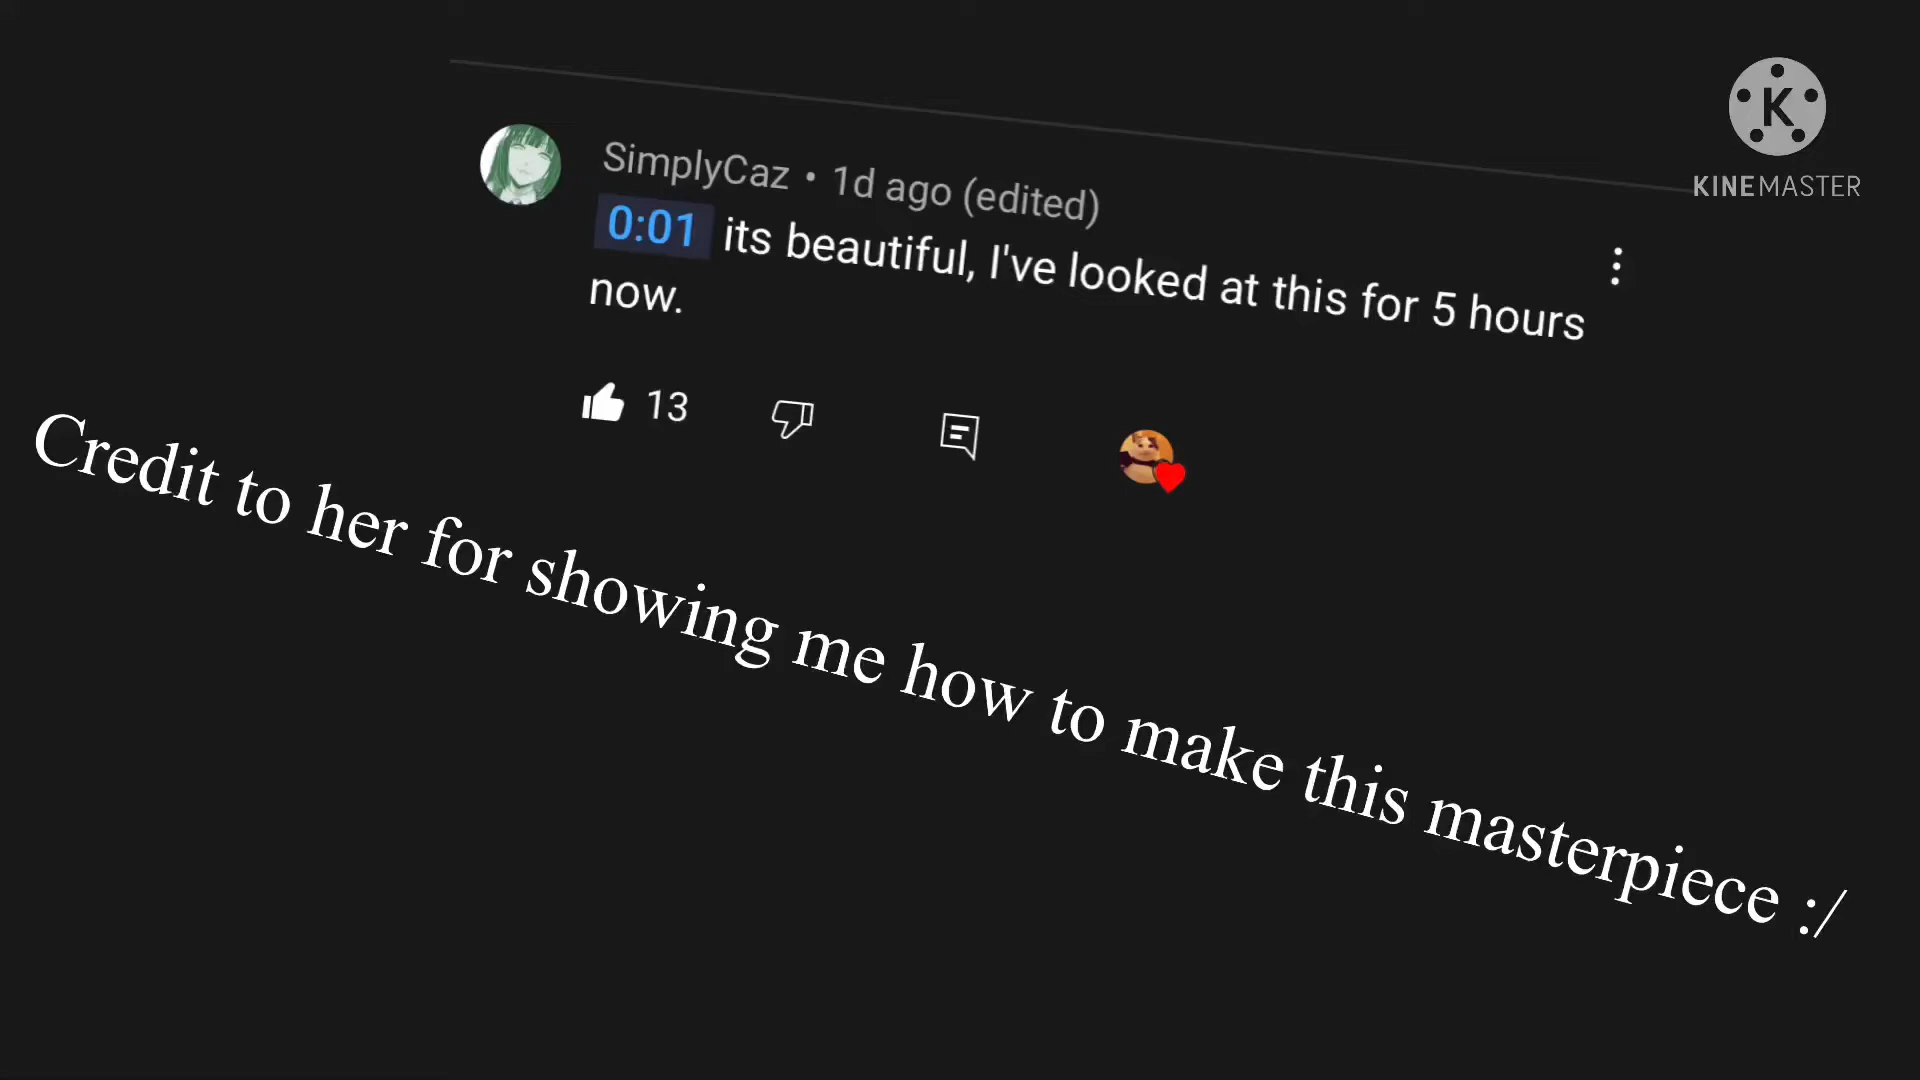 K
KINEMASTER
SimplyCaz • 1d ago (edited)
0:01 its beautiful, I've looked at this for 5 hours
now.
13
Credit to her for showing me how to make this masterpiece :/